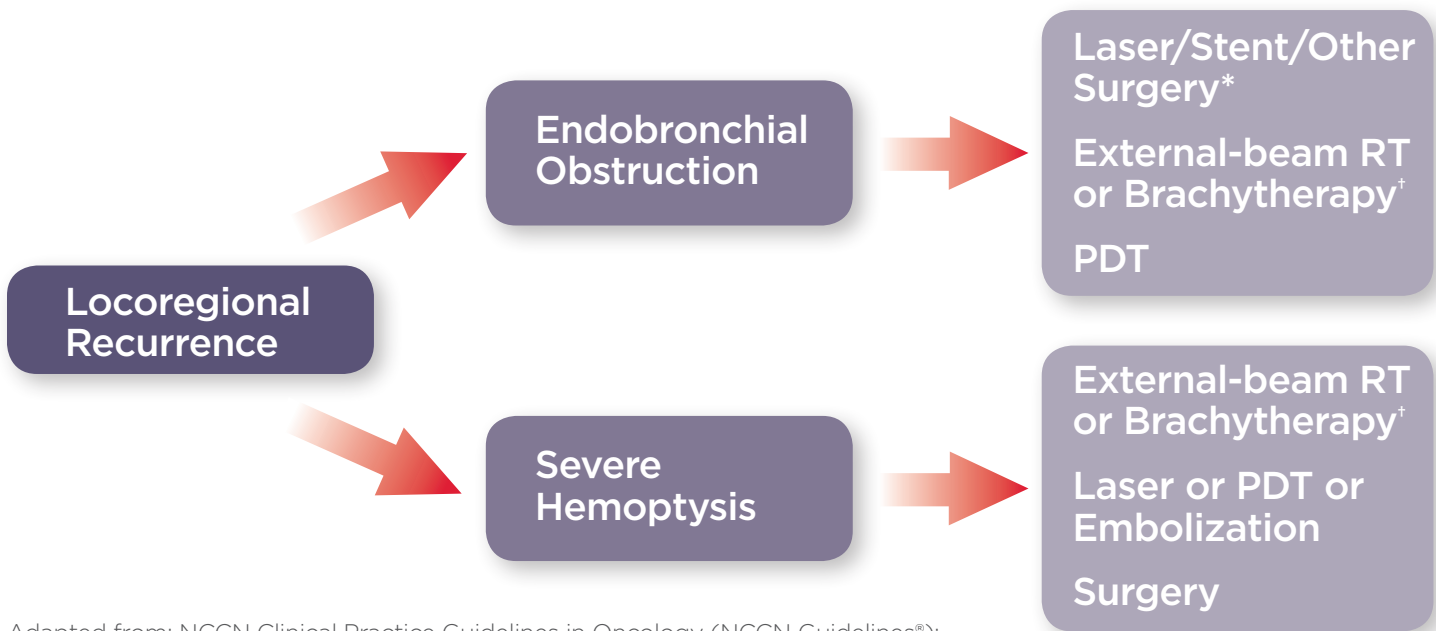 Locoregional
Recurrence
Endobronchial
Obstruction
Laser/Stent/Other
Surgery*
External-beam RT
or Brachytherapy†
PDT
Severe
Hemoptysis
External-beam RT
or Brachytherapy†
Laser or PDT or
Embolization
Surgery
Adapted from: NCCN Clinical Practice Guidelines in Oncology (NCCN Guidelines®):